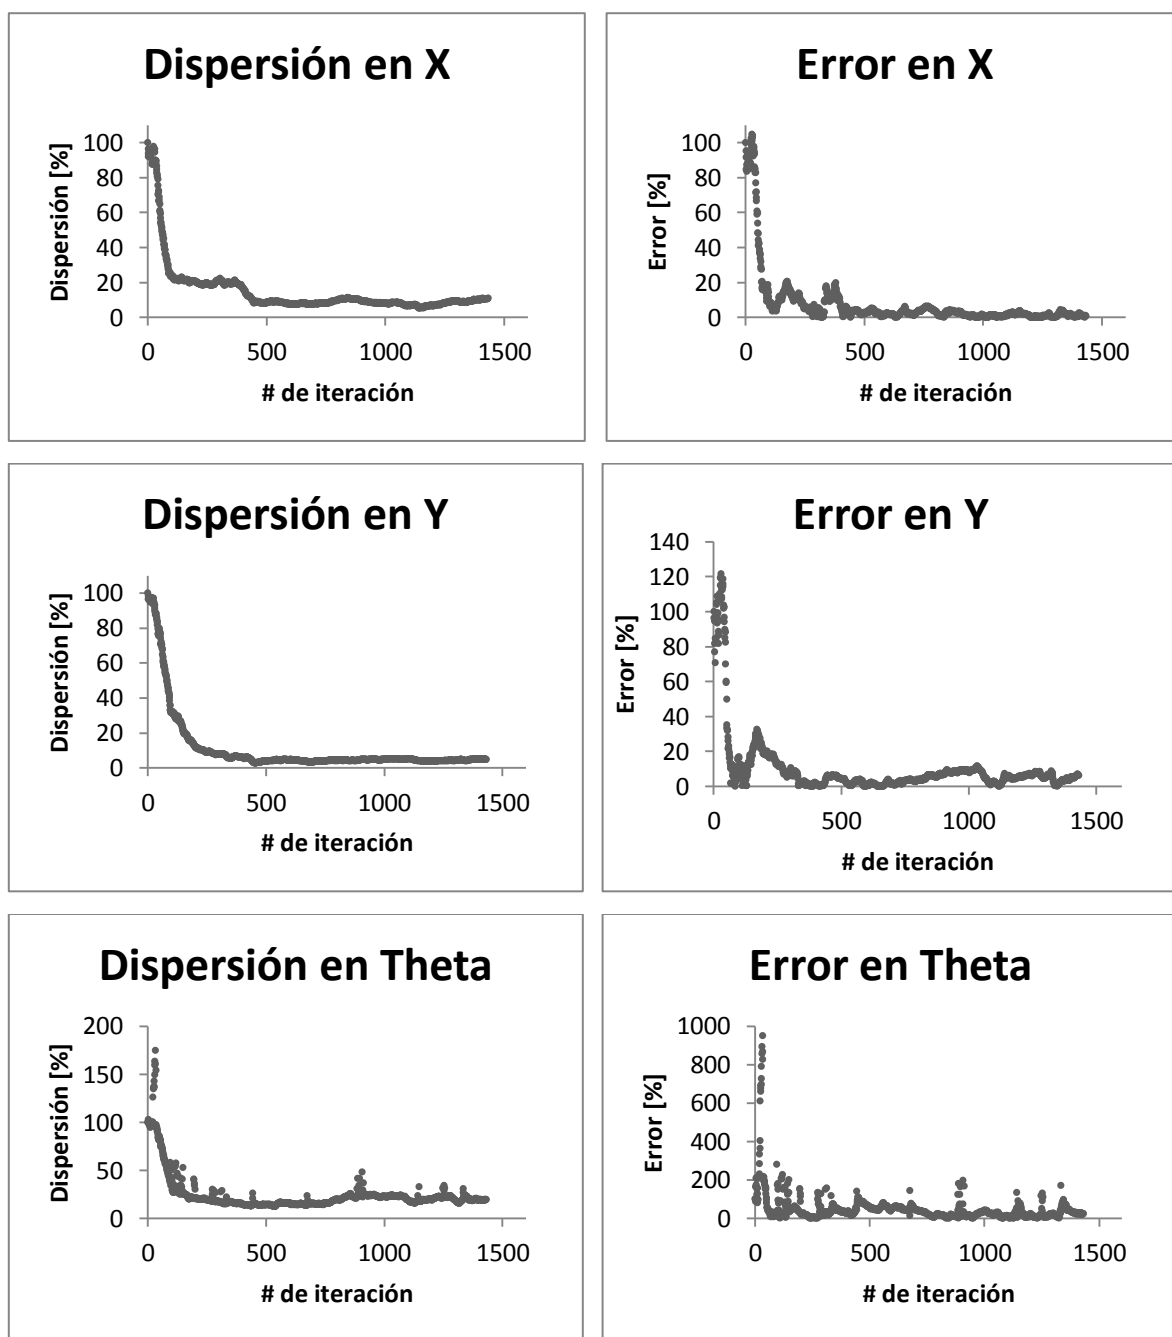 Dispersión en X
Dispersión [%]
100
80
60
40
20
0
0 500 1000 1500
# de iteración
Error en X
Error [%]
100
80
60
40
20
0
0 500 1000 1500
# de iteración
Dispersión en Y
Dispersión [%]
100
80
60
40
20
0
0 500 1000 1500
# de iteración
Error en Y
Error [%]
140
120
100
80
60
40
20
0
0 500 1000 1500
# de iteración
Dispersión en Theta
Dispersión [%]
200
150
100
50
0
0 500 1000 1500
# de iteración
Error en Theta
Error [%]
1000
800
600
400
200
0
0 500 1000 1500
# de iteración